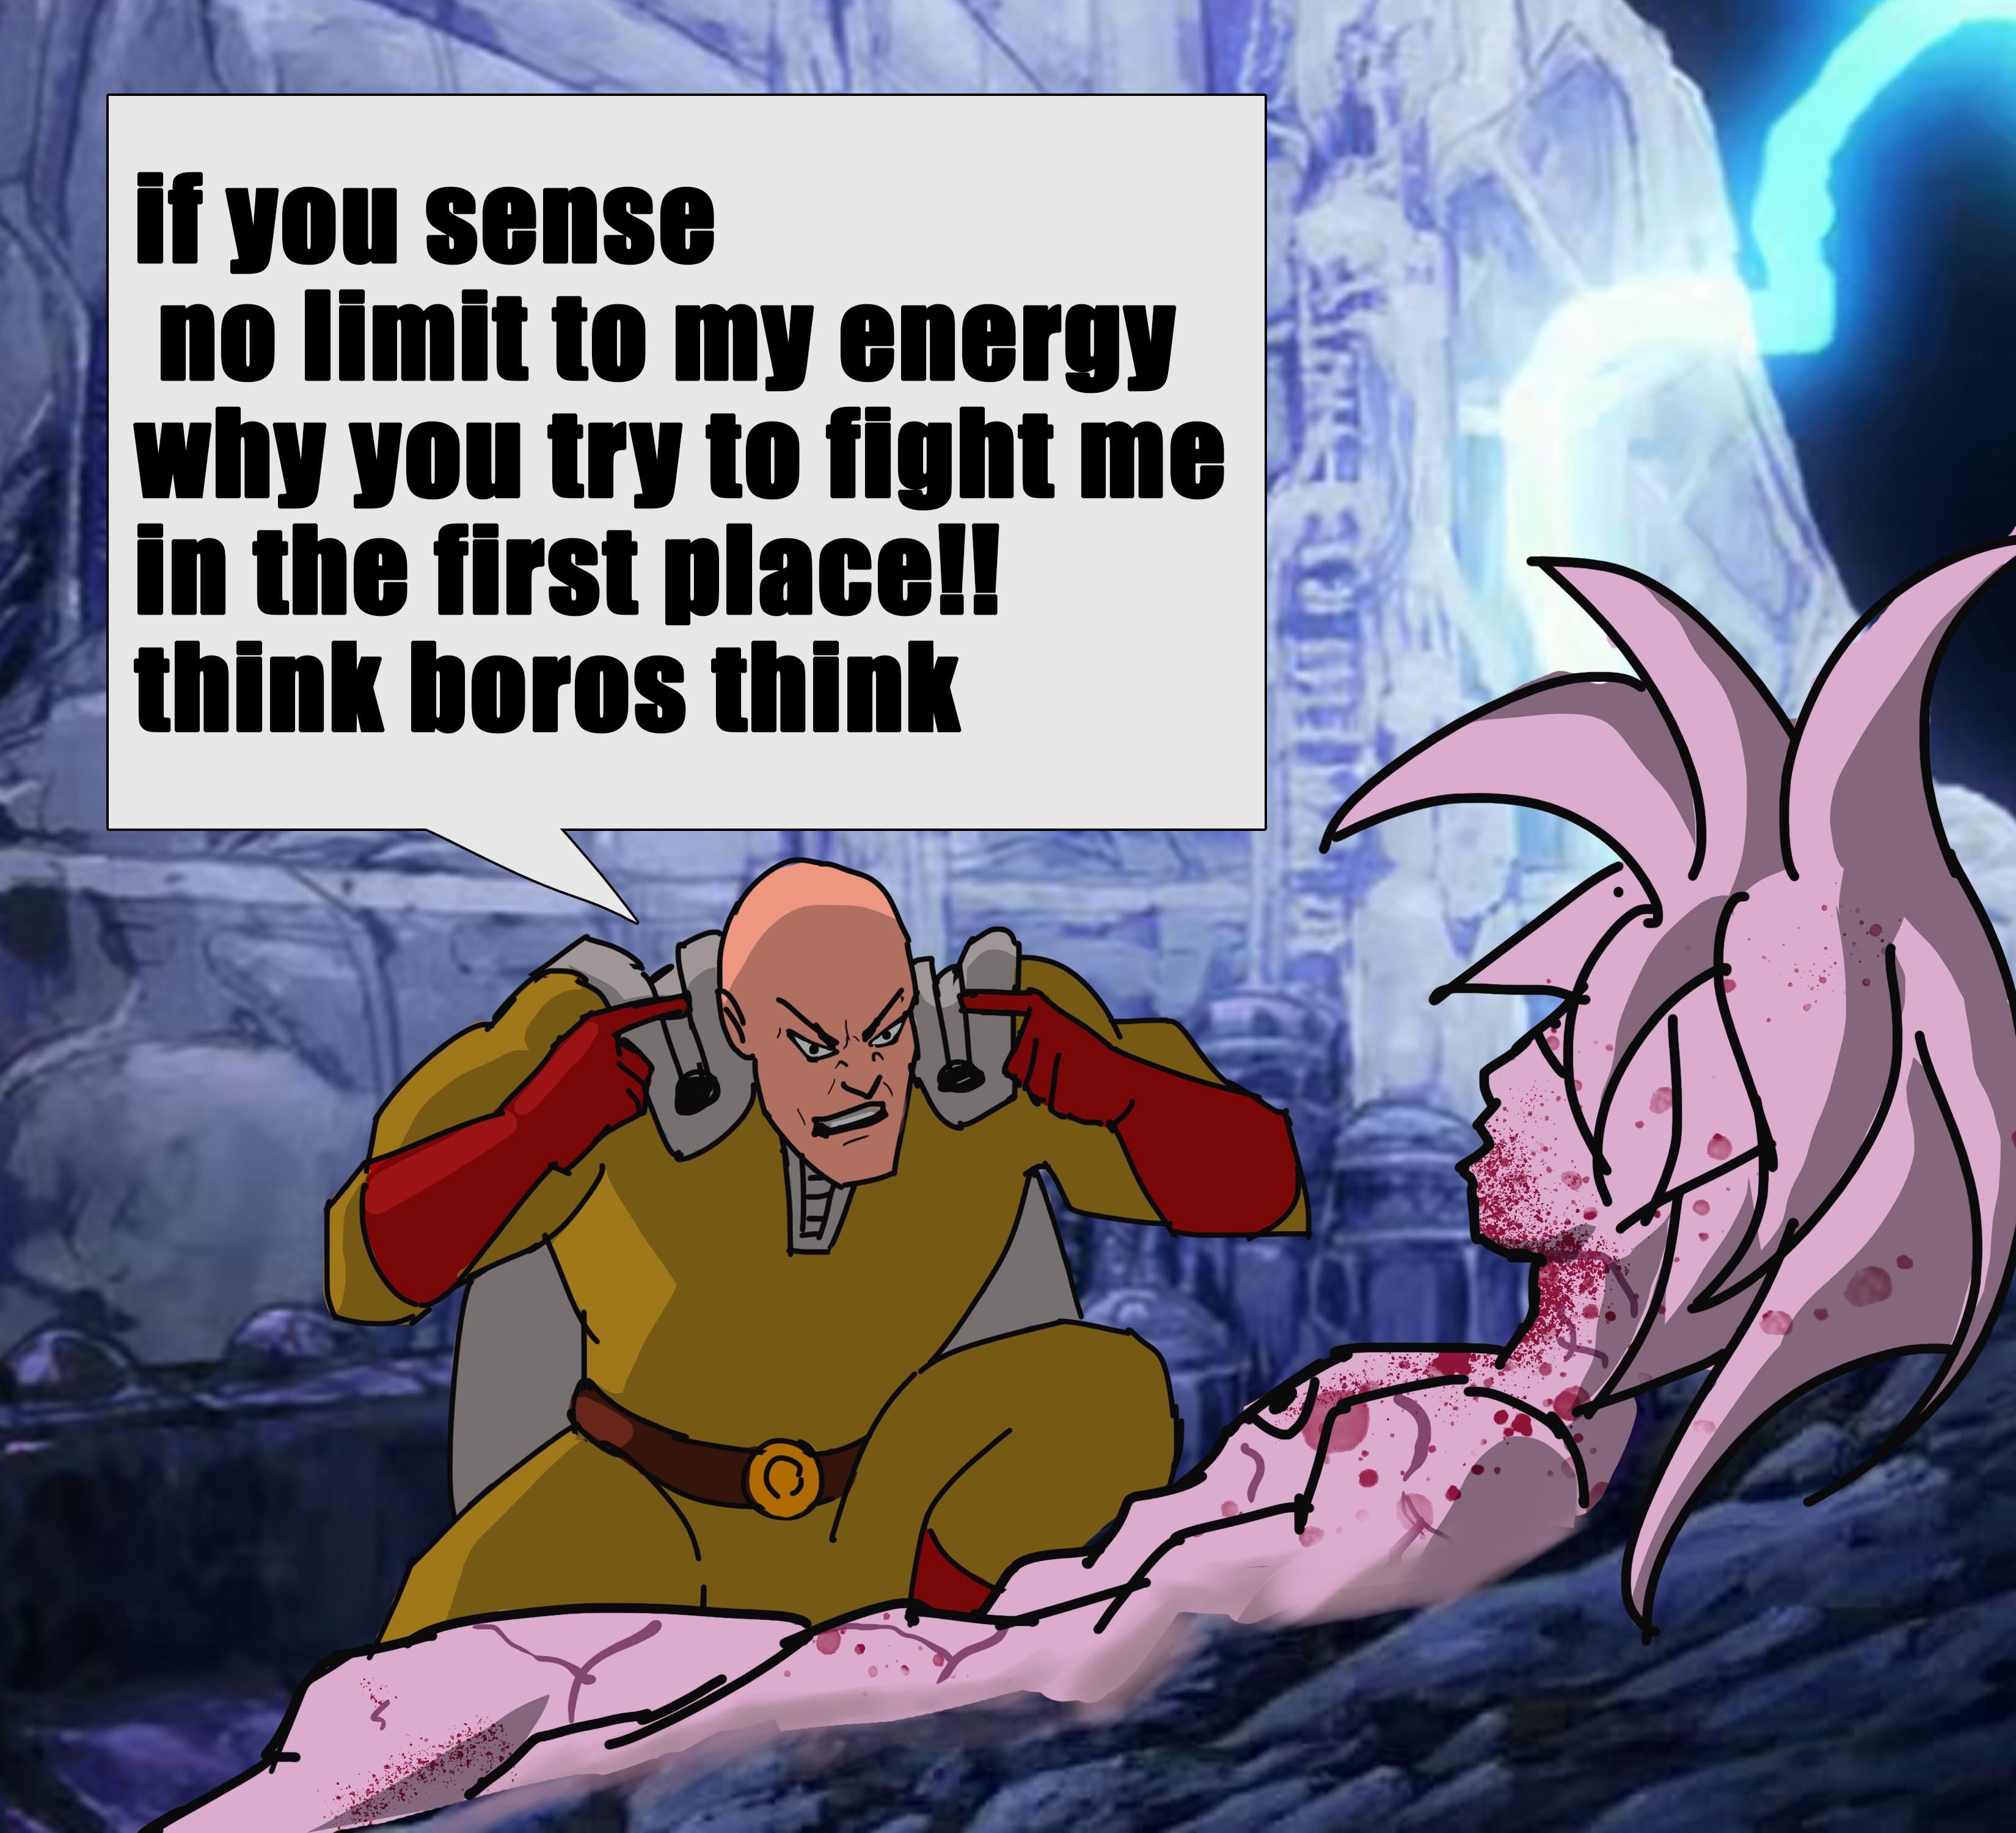 if you sense
no limit to my energy
why you try to fight me
in the first place!!
think boros think